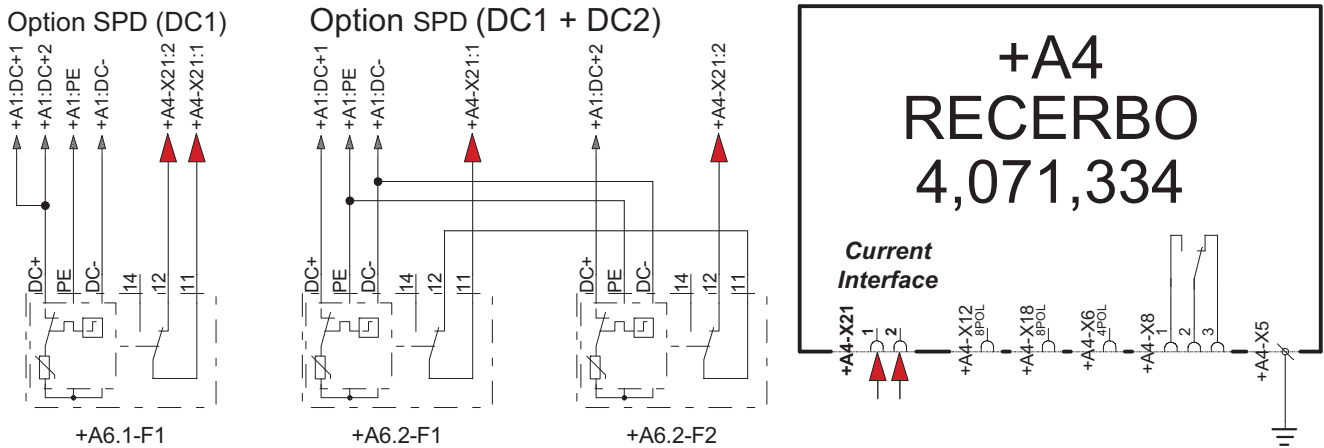 Option SPD (DC1)
+A1:DC+1
+A1:DC+2
+A1:PE
+A1:DC-
+A4-X21:2
+A4-X21:1
DC+
PE
DC-
14
12
11
+A6.1-F1
Option SPD (DC1 + DC2)
+A1:DC+1
+A1:PE
+A1:DC-
+A4-X21:1
+A1:DC+2
+A4-X21:2
DC+
PE
DC-
14
12
11
DC+
PE
DC-
14
12
11
+A6.2-F1
+A6.2-F2
+A4
RECERBO
4,071,334
Current
Interface
+A4-X21
1
2
+A4-X12
8POL
+A4-X18
8POL
+A4-X6
4POL
+A4-X8
1
2
3
+A4-X5